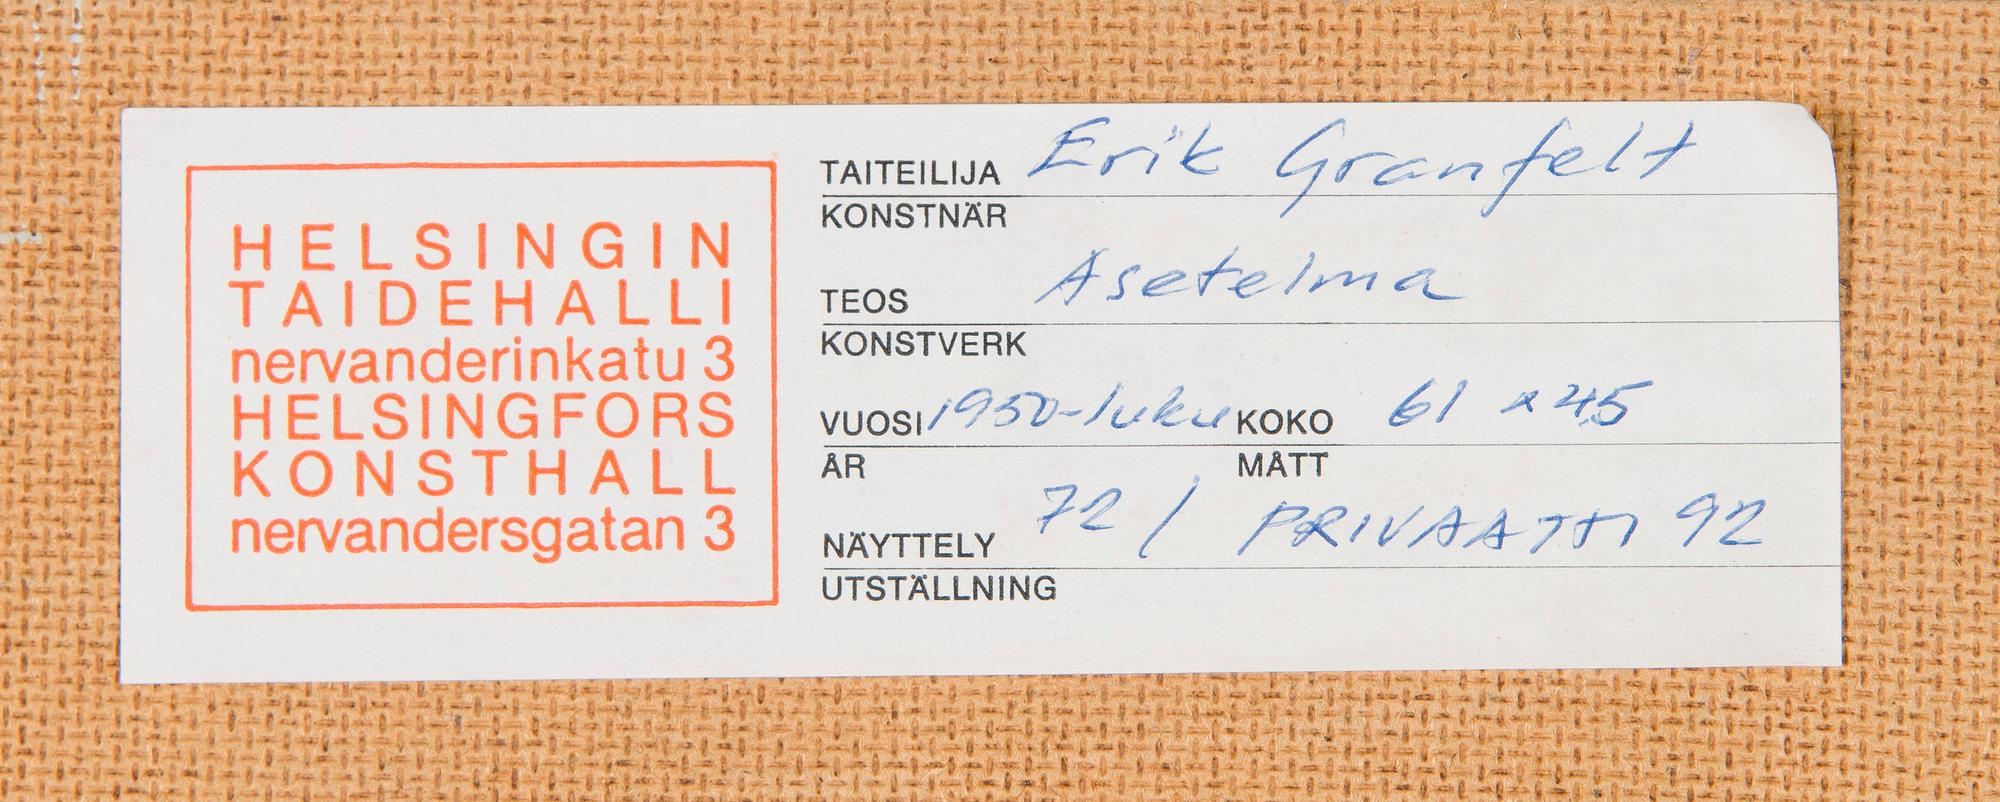 HELSINGIN
TAIDEHALLI
nervanderinkatu 3
HELSINGFORS
KONSTHALL
nervandersgatan 3
TAITEILIJA Erik Granfelt
KONSTNÄR
TEOS Asetelma
KONSTVERK
VUOSI 1950-luku KOKO 61 x 45
ÅR MÅTT
NÄYTTELY 72 / PRIVAATTI 92
UTSTÄLLNING